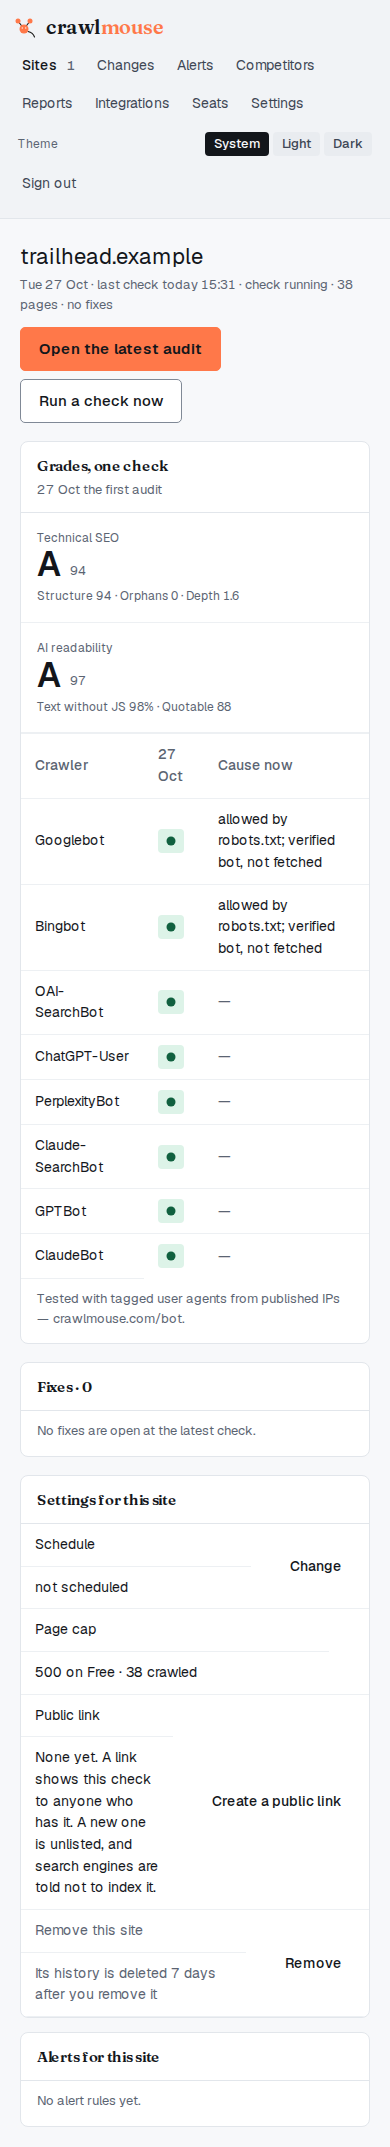 crawlmouse
Sites 1 Changes Alerts Competitors
Reports Integrations Seats Settings
Theme System Light Dark
Sign out
trailhead.example
Tue 27 Oct · last check today 15:31 · check running · 38
pages · no fixes
Open the latest audit
Run a check now
Grades, one check
27 Oct the first audit
Technical SEO
A 94
Structure 94 · Orphans 0 · Depth 1.6
AI readability
A 97
Text without JS 98% · Quotable 88
Crawler 27 Oct Cause now
Googlebot allowed by
robots.txt; verified
bot, not fetched
Bingbot allowed by
robots.txt; verified
bot, not fetched
OAI-
SearchBot —
ChatGPT-User —
PerplexityBot —
Claude-
SearchBot —
GPTBot —
ClaudeBot —
Tested with tagged user agents from published IPs
— crawlmouse.com/bot.
Fixes · 0
No fixes are open at the latest check.
Settings for this site
Schedule
Change
not scheduled
Page cap
500 on Free · 38 crawled
Public link
None yet. A link
shows this check
to anyone who
has it. A new one
is unlisted, and
search engines are
told not to index it.
Create a public link
Remove this site
Remove
Its history is deleted 7 days
after you remove it
Alerts for this site
No alert rules yet.